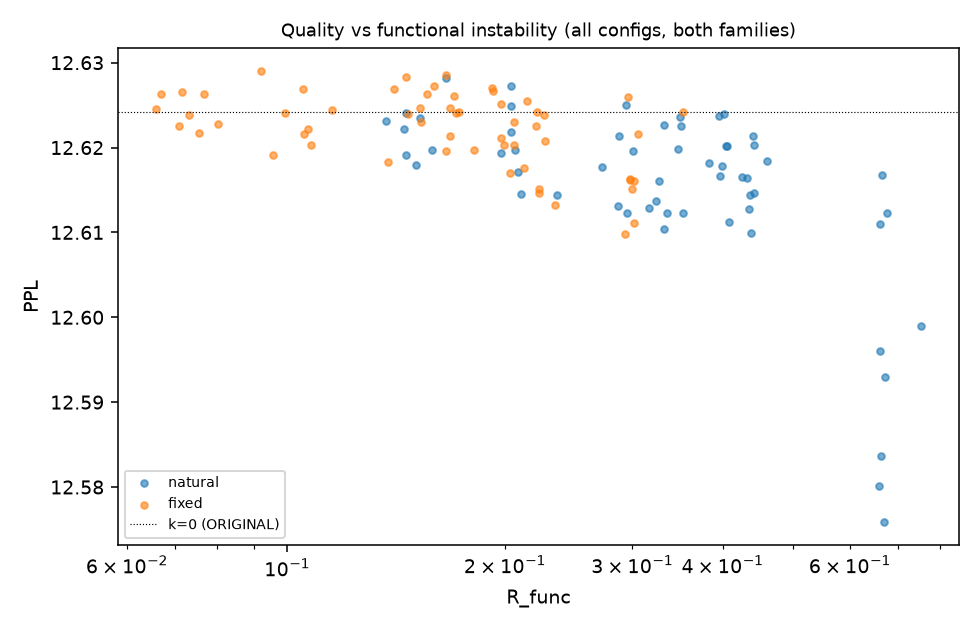 Quality vs functional instability (all configs, both families)
12.63
12.62
12.61
12.60
12.59
12.58
PPL
natural
fixed
k=0 (ORIGINAL)
6 × 10⁻²
10⁻¹
2 × 10⁻¹
3 × 10⁻¹
4 × 10⁻¹
6 × 10⁻¹
R_func